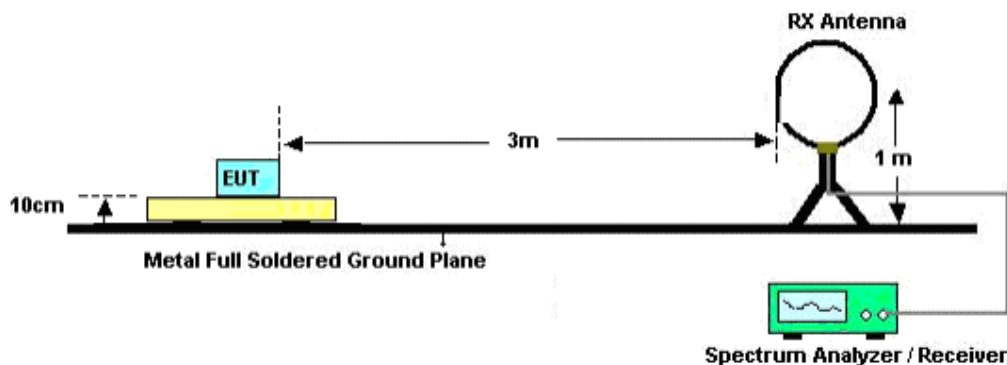 RX Antenna
3m
1 m
EUT
10cm
Metal Full Soldered Ground Plane
Spectrum Analyzer / Receiver